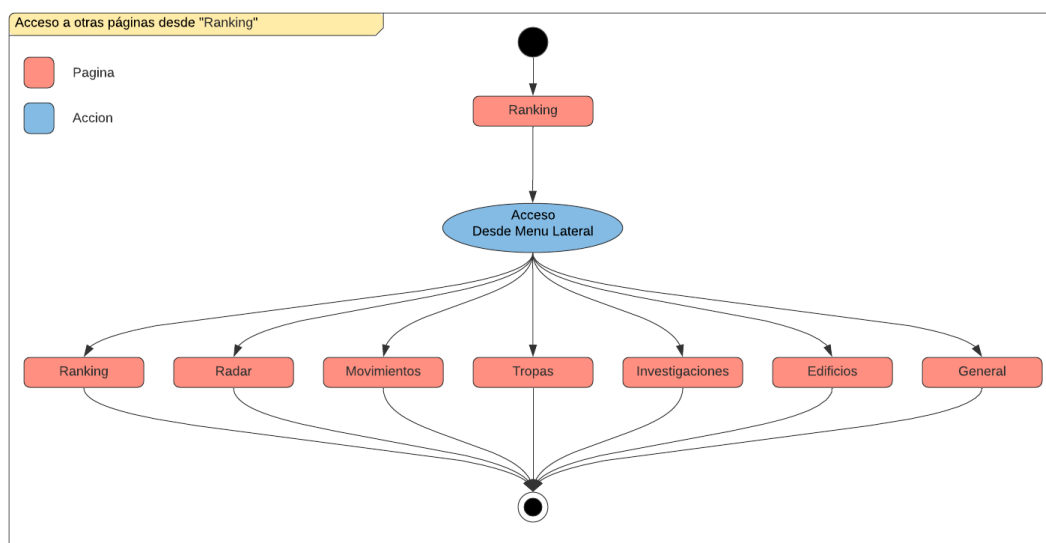 Acceso a otras páginas desde "Ranking"
Pagina
Accion
Ranking
Acceso
Desde Menu Lateral
Ranking
Radar
Movimientos
Tropas
Investigaciones
Edificios
General